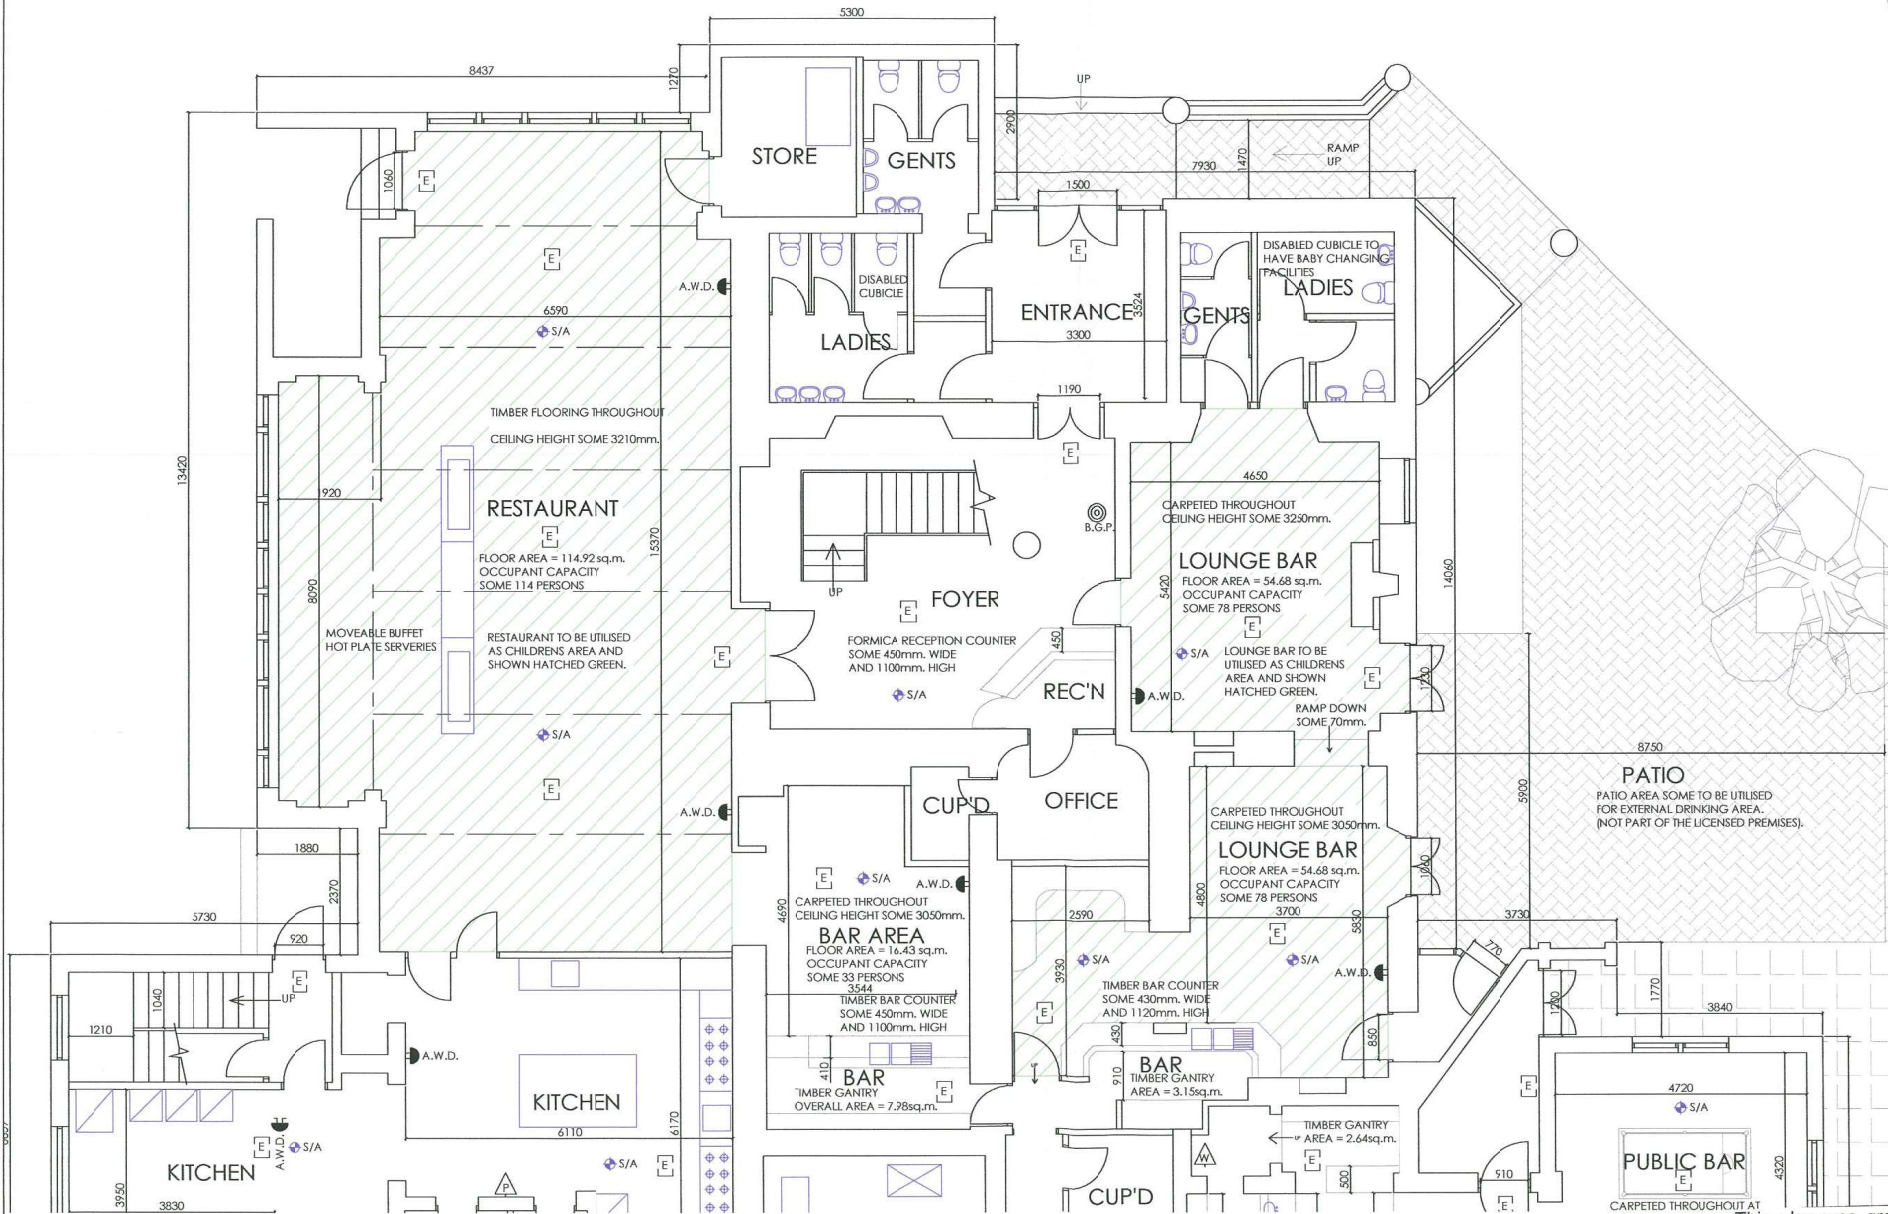 5300
8437
1270
UP
2900
STORE
GENTS
RAMP
UP
1470
7930
1060
E
1500
E
E
A.W.D.
DISABLED
CUBICLE
DISABLED CUBICLE TO
HAVE BABY CHANGING
FACILITIES
LADIES
ENTRANCE
3524
GENTS
6590
S/A
LADIES
3300
1190
TIMBER FLOORING THROUGHOUT
CEILING HEIGHT SOME 3210mm.
E
13420
1920
4650
CARPETED THROUGHOUT
CEILING HEIGHT SOME 3250mm.
B.G.P.
RESTAURANT
E
15370
FLOOR AREA = 114.92sq.m.
OCCUPANT CAPACITY
SOME 114 PERSONS
8090
UP
LOUNGE BAR
FLOOR AREA = 54.68 sq.m.
OCCUPANT CAPACITY
SOME 78 PERSONS
5420
14060
E
FOYER
E
MOVEABLE BUFFET
HOT PLATE SERVERIES
RESTAURANT TO BE UTILISED
AS CHILDRENS AREA AND
SHOWN HATCHED GREEN.
E
FORMICA RECEPTION COUNTER
SOME 450mm. WIDE
AND 1100mm. HIGH
450
S/A
LOUNGE BAR TO BE
UTILISED AS CHILDRENS
AREA AND SHOWN
HATCHED GREEN.
E
1230
S/A
REC'N
A.W.D.
RAMP DOWN
SOME 70mm.
S/A
8750
PATIO
PATIO AREA SOME TO BE UTILISED
FOR EXTERNAL DRINKING AREA.
(NOT PART OF THE LICENSED PREMISES).
5900
E
A.W.D.
CUP'D
OFFICE
CARPETED THROUGHOUT
CEILING HEIGHT SOME 3050mm.
LOUNGE BAR
FLOOR AREA = 54.68 sq.m.
OCCUPANT CAPACITY
SOME 78 PERSONS
3700
4800
5830
1060
1880
2370
E
S/A
A.W.D.
CARPETED THROUGHOUT
CEILING HEIGHT SOME 3050mm.
BAR AREA
FLOOR AREA = 16.43 sq.m.
OCCUPANT CAPACITY
SOME 33 PERSONS
3544
4690
TIMBER BAR COUNTER
SOME 450mm. WIDE
AND 1100mm. HIGH
5730
920
2590
3730
E
770
3930
S/A
S/A
A.W.D.
E
UP
1040
1210
TIMBER BAR COUNTER
SOME 430mm. WIDE
AND 1120mm. HIGH
E
1200
1770
3840
430
850
A.W.D.
410
BAR
TIMBER GANTRY
OVERALL AREA = 7.98sq.m.
E
910
BAR
TIMBER GANTRY
AREA = 3.15sq.m.
KITCHEN
6110
6170
E
4720
S/A
A.W.D.
E
S/A
KITCHEN
3950
3830
S/A
E
P
CUP'D
W
UP
TIMBER GANTRY
AREA = 2.64sq.m.
E
500
910
E
PUBLIC BAR
E
4320
CARPETED THROUGHOUT AT